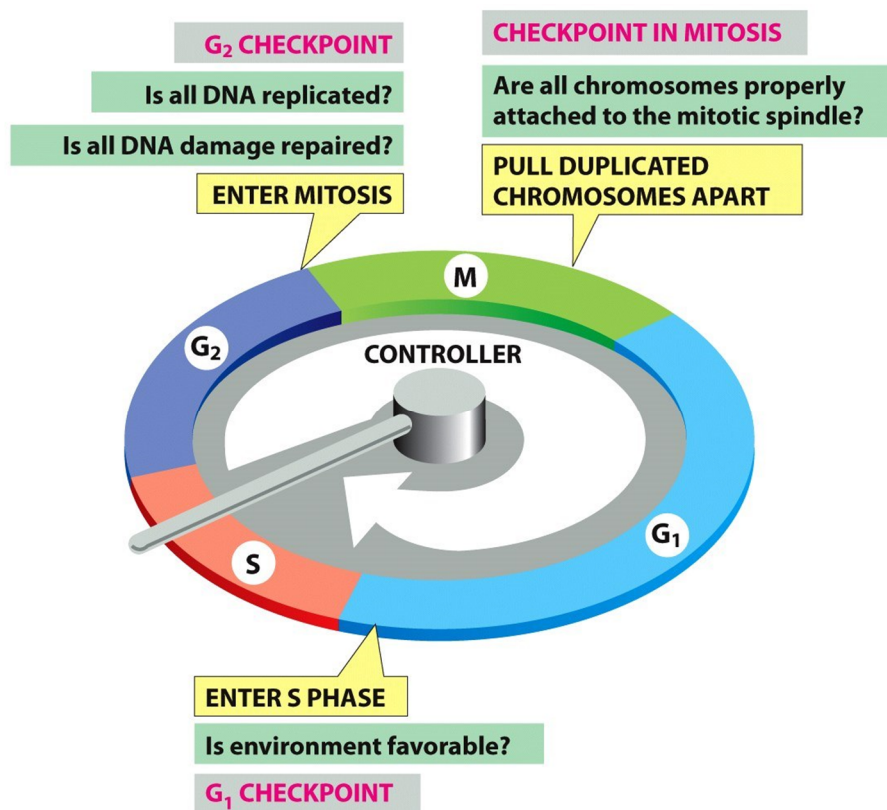 G₂ CHECKPOINT
Is all DNA replicated?
Is all DNA damage repaired?
ENTER MITOSIS
CHECKPOINT IN MITOSIS
Are all chromosomes properly
attached to the mitotic spindle?
PULL DUPLICATED
CHROMOSOMES APART
M
G₂
CONTROLLER
G₁
S
ENTER S PHASE
Is environment favorable?
G₁ CHECKPOINT